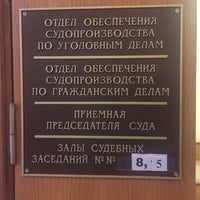 ОТДЕЛ ОБЕСПЕЧЕНИЯ
СУДОПРОИЗВОДСТВА
ПО УГОЛОВНЫМ ДЕЛАМ
ОТДЕЛ ОБЕСПЕЧЕНИЯ
СУДОПРОИЗВОДСТВА
ПО ГРАЖДАНСКИМ ДЕЛАМ
ПРИЕМНАЯ
ПРЕДСЕДАТЕЛЯ СУДА
ЗАЛЫ СУДЕБНЫХ
ЗАСЕДАНИЙ №№ 8, 5